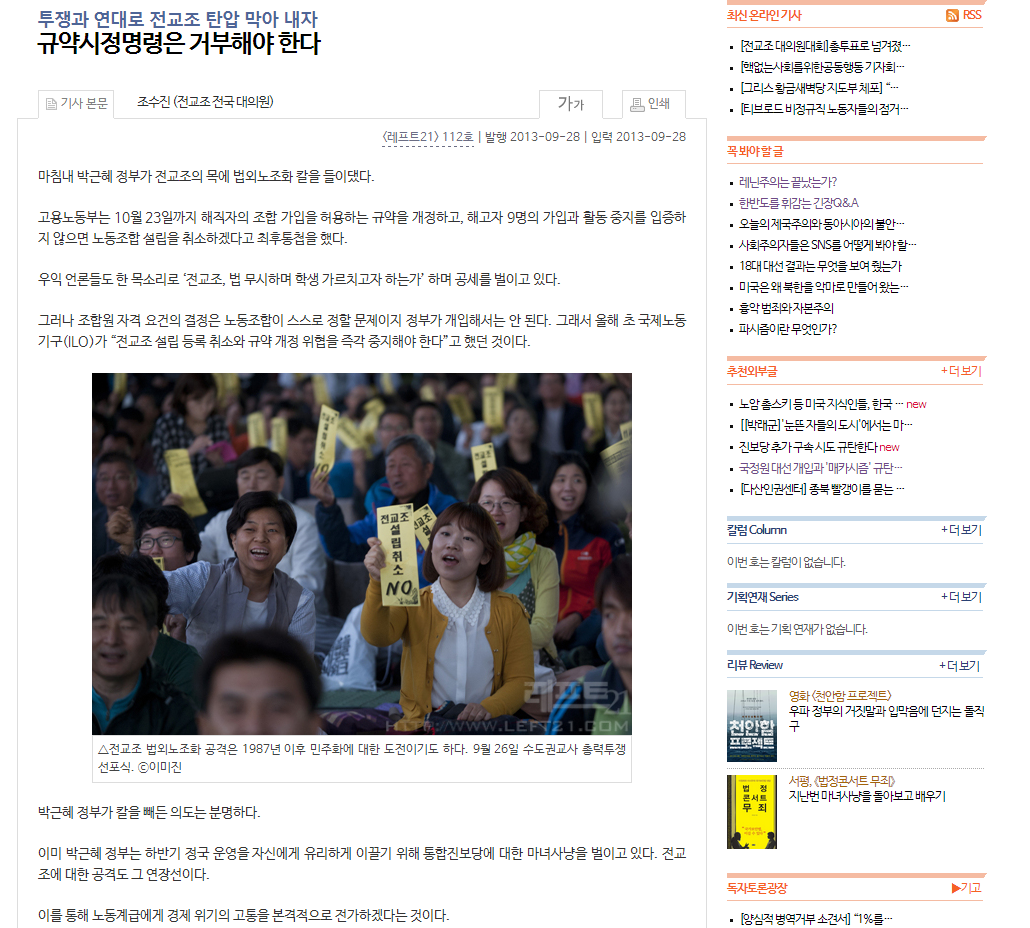 투쟁과 연대로 전교조 탄압 막아 내자
규약시정명령은 거부해야 한다
기사 본문
조수진 (전교조 전국 대의원)
가가
인쇄
<레프트21> 112호 | 발행 2013-09-28 | 입력 2013-09-28
마침내 박근혜 정부가 전교조의 목에 법외노조화 칼을 들이댔다.
고용노동부는 10월 23일까지 해직자의 조합 가입을 허용하는 규약을 개정하고, 해고자 9명의 가입과 활동 중지를 입증하
지 않으면 노동조합 설립을 취소하겠다고 최후통첩을 했다.
우익 언론들도 한 목소리로 ‘전교조, 법 무시하며 학생 가르치고자 하는가’ 하며 공세를 벌이고 있다.
그러나 조합원 자격 요건의 결정은 노동조합이 스스로 정할 문제이지 정부가 개입해서는 안 된다. 그래서 올해 초 국제노동
기구(ILO)가 “전교조 설립 등록 취소와 규약 개정 위협을 즉각 중지해야 한다”고 했던 것이다.
전교조
설립취소
NO
레프트21
HTTP://WWW.LEFT21.COM
△전교조 법외노조화 공격은 1987년 이후 민주화에 대한 도전이기도 하다. 9월 26일 수도권교사 총력투쟁
선포식. ⓒ이미진
박근혜 정부가 칼을 빼든 의도는 분명하다.
이미 박근혜 정부는 하반기 정국 운영을 자신에게 유리하게 이끌기 위해 통합진보당에 대한 마녀사냥을 벌이고 있다. 전교
조에 대한 공격도 그 연장선이다.
이를 통해 노동계급에게 경제 위기의 고통을 본격적으로 전가하겠다는 것이다.
최신 온라인 기사
RSS
[전교조 대의원대회] 총투표로 넘겨졌…
[핵없는사회를위한공동행동 기자회…
[그리스 황금새벽당 지도부 체포] “…
[티브로드 비정규직 노동자들의 점거…
꼭 봐야 할 글
레닌주의는 끝났는가?
한반도를 휘감는 긴장Q&A
오늘의 제국주의와 동아시아의 불안…
사회주의자들은 SNS를 어떻게 봐야 할…
18대 대선 결과는 무엇을 보여 줬는가
미국은 왜 북한을 악마로 만들어 왔는…
흉악 범죄와 자본주의
파시즘이란 무엇인가?
추천외부글
+ 더 보기
노암 촘스키 등 미국 지식인들, 한국 … new
[[박래군]'눈뜬 자들의 도시'에서는 마…
진보당 추가 구속 시도 규탄한다 new
국정원 대선 개입과 '매카시즘' 규탄…
[다산인권센터] 종북 빨갱이를 묻는 …
칼럼 Column
+ 더 보기
이번 호는 칼럼이 없습니다.
기획연재 Series
+ 더 보기
이번 호는 기획 연재가 없습니다.
리뷰 Review
+ 더 보기
천안함
프로젝트
영화 <천안함 프로젝트>
우파 정부의 거짓말과 입막음에 던지는 돌직
구
법정
콘서트
무죄
서평, 《법정콘서트 무죄》
지난번 마녀사냥을 돌아보고 배우기
독자토론광장
▶기고
[양심적 병역거부 소견서] “1%를…